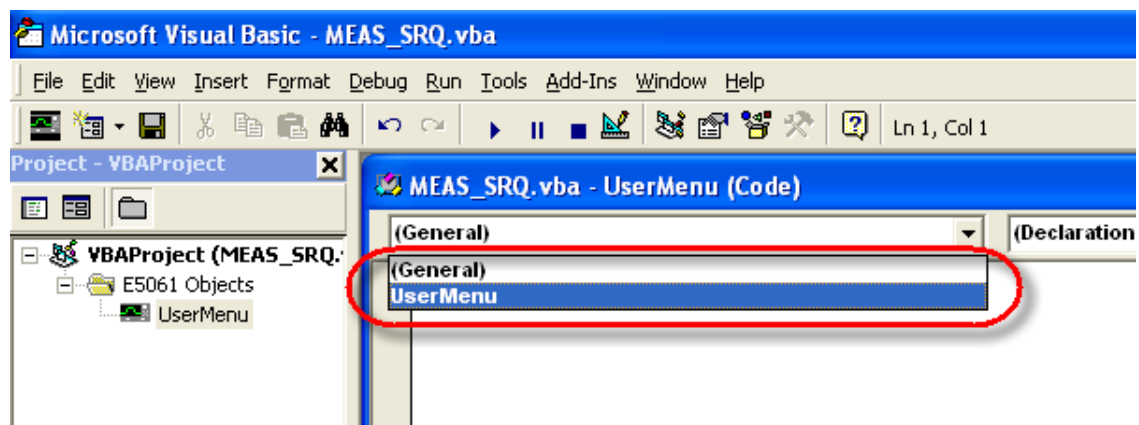 Microsoft Visual Basic - MEAS_SRQ.vba
File Edit View Insert Format Debug Run Tools Add-Ins Window Help
Ln 1, Col 1
Project - VBAProject
MEAS_SRQ.vba - UserMenu (Code)
(General) (Declaration
VBAProject (MEAS_SRQ.
(General)
E5061 Objects
UserMenu
UserMenu